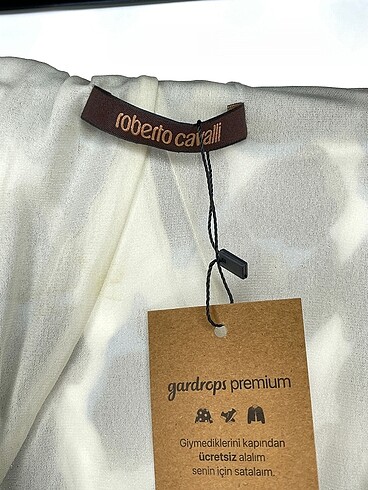 roberto cavalli
gardrops premium
Giymediklerini kapından
ücretsiz alalım
senin için satalım.